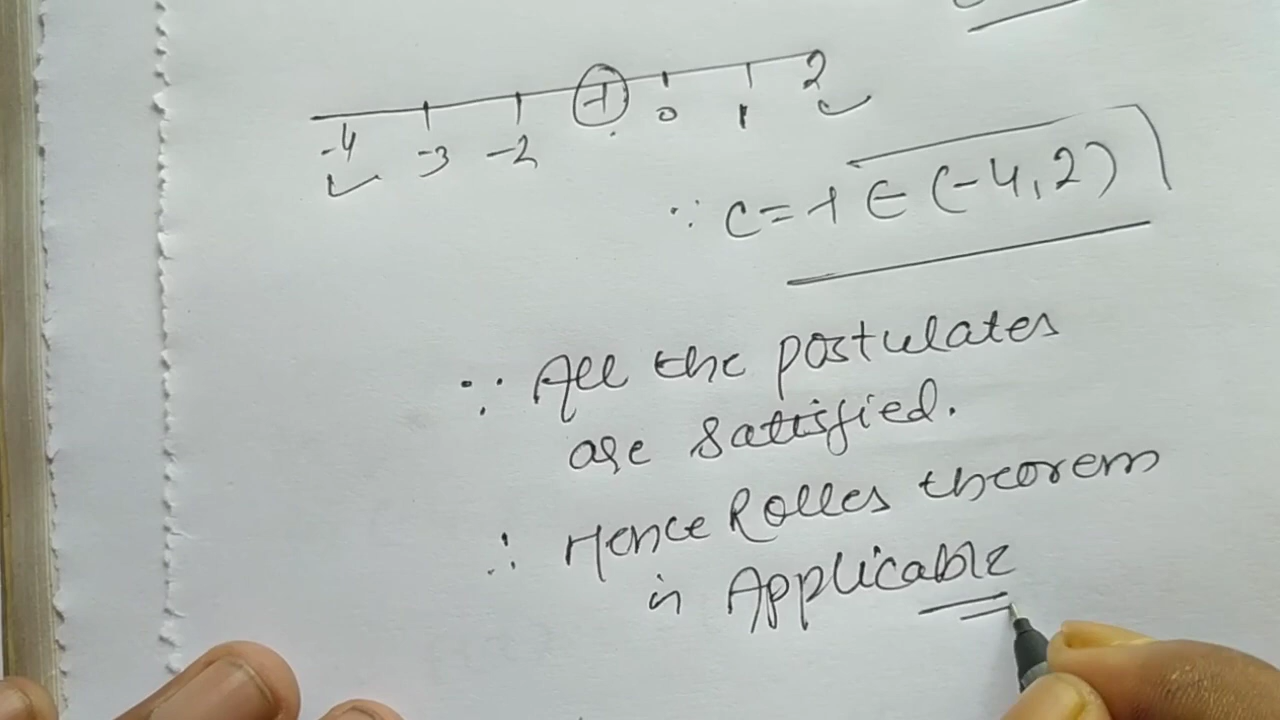 -4 -3 -2 -1 0 1 2
∵ C = -1 ∈ (-4, 2)
∵ All the postulates
are satisfied.
∴ Hence Rolles theorem
is Applicable